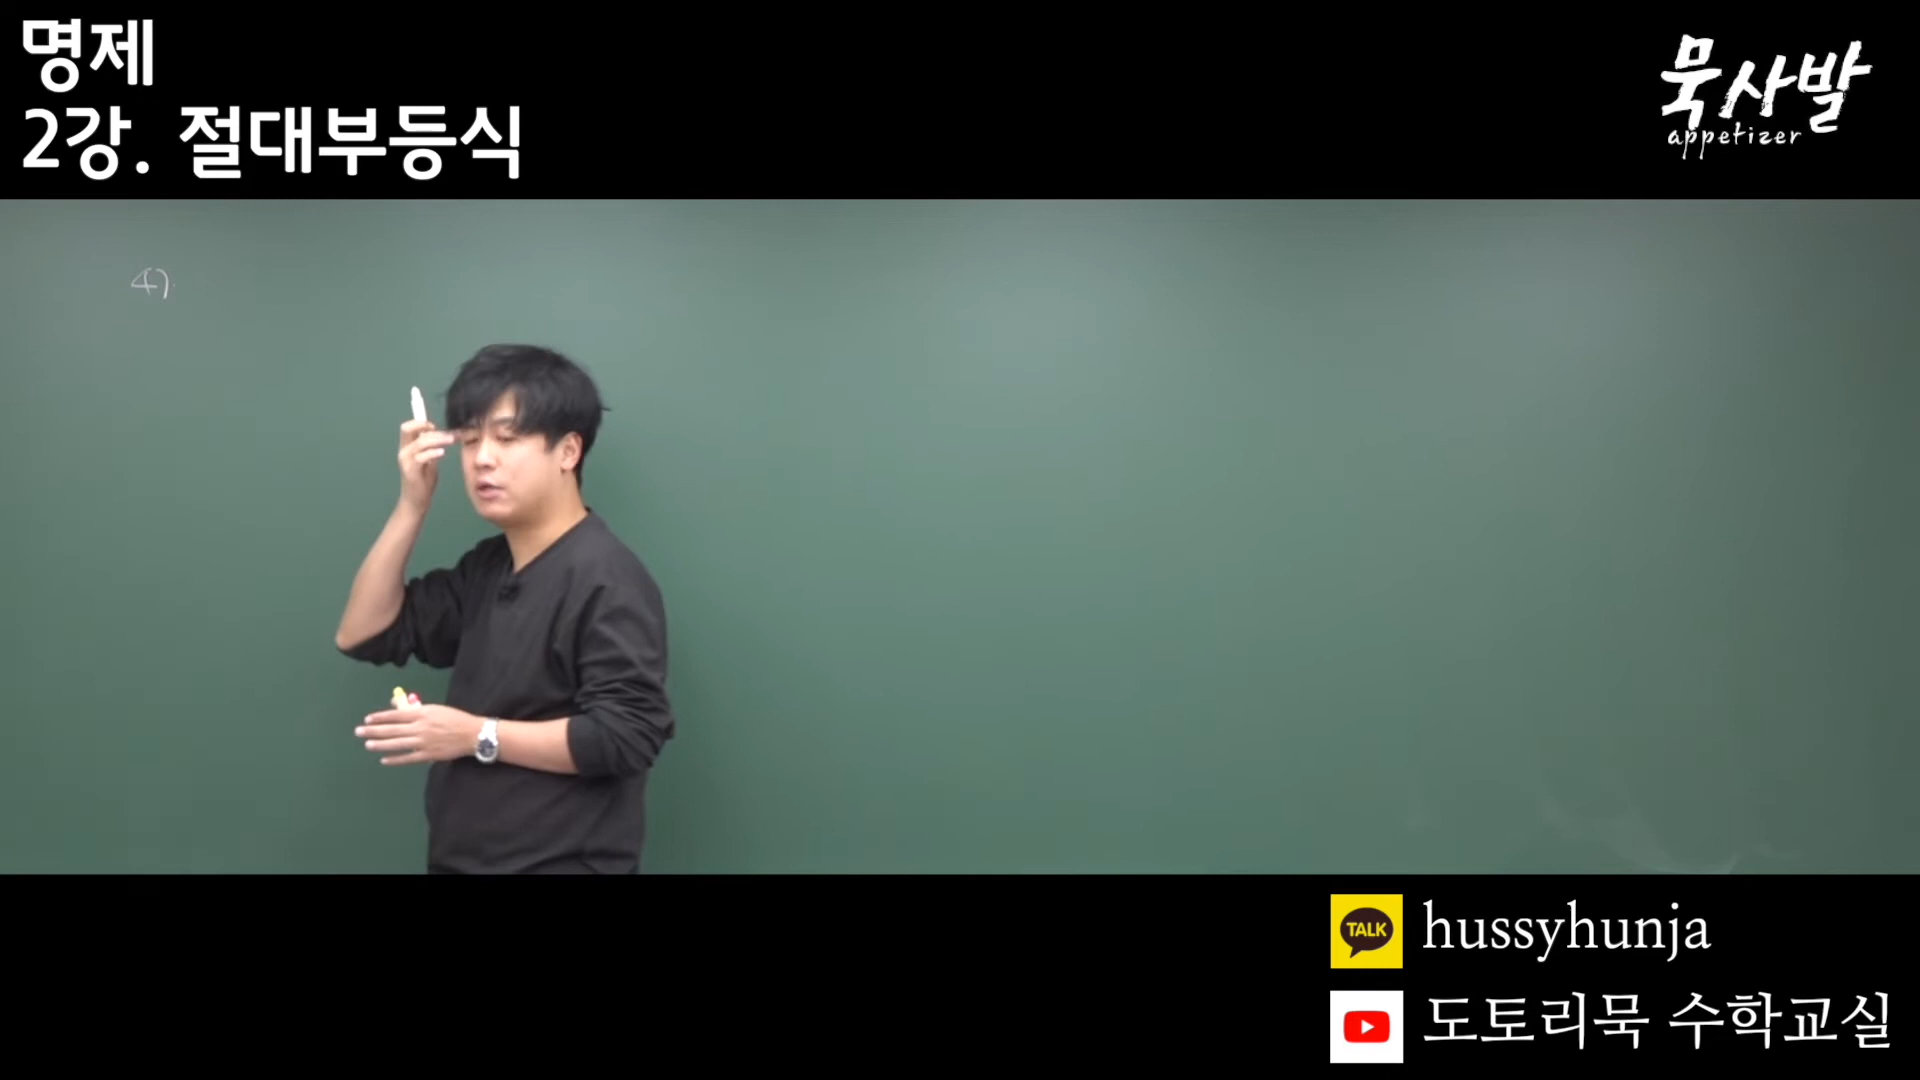 명제
2강. 절대부등식
묵사발
appetizer
4).
TALK
hussyhunja
도토리묵 수학교실